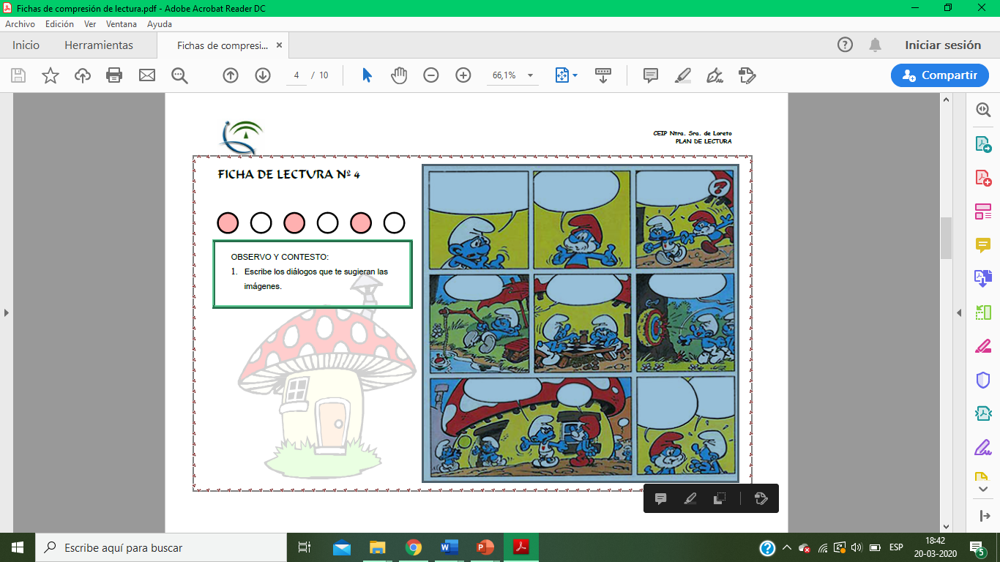 Fichas de compresión de lectura.pdf - Adobe Acrobat Reader DC
Archivo Edición Ver Ventana Ayuda
Inicio Herramientas Fichas de compresi... × Iniciar sesión
4 / 10 66,1% Compartir
CEIP Ntra. Sra. de Loreto
PLAN DE LECTURA
FICHA DE LECTURA Nº 4
OBSERVO Y CONTESTO:
1. Escribe los diálogos que te sugieran las
imágenes.
?
Escribe aquí para buscar
ESP
18:42
20-03-2020
5